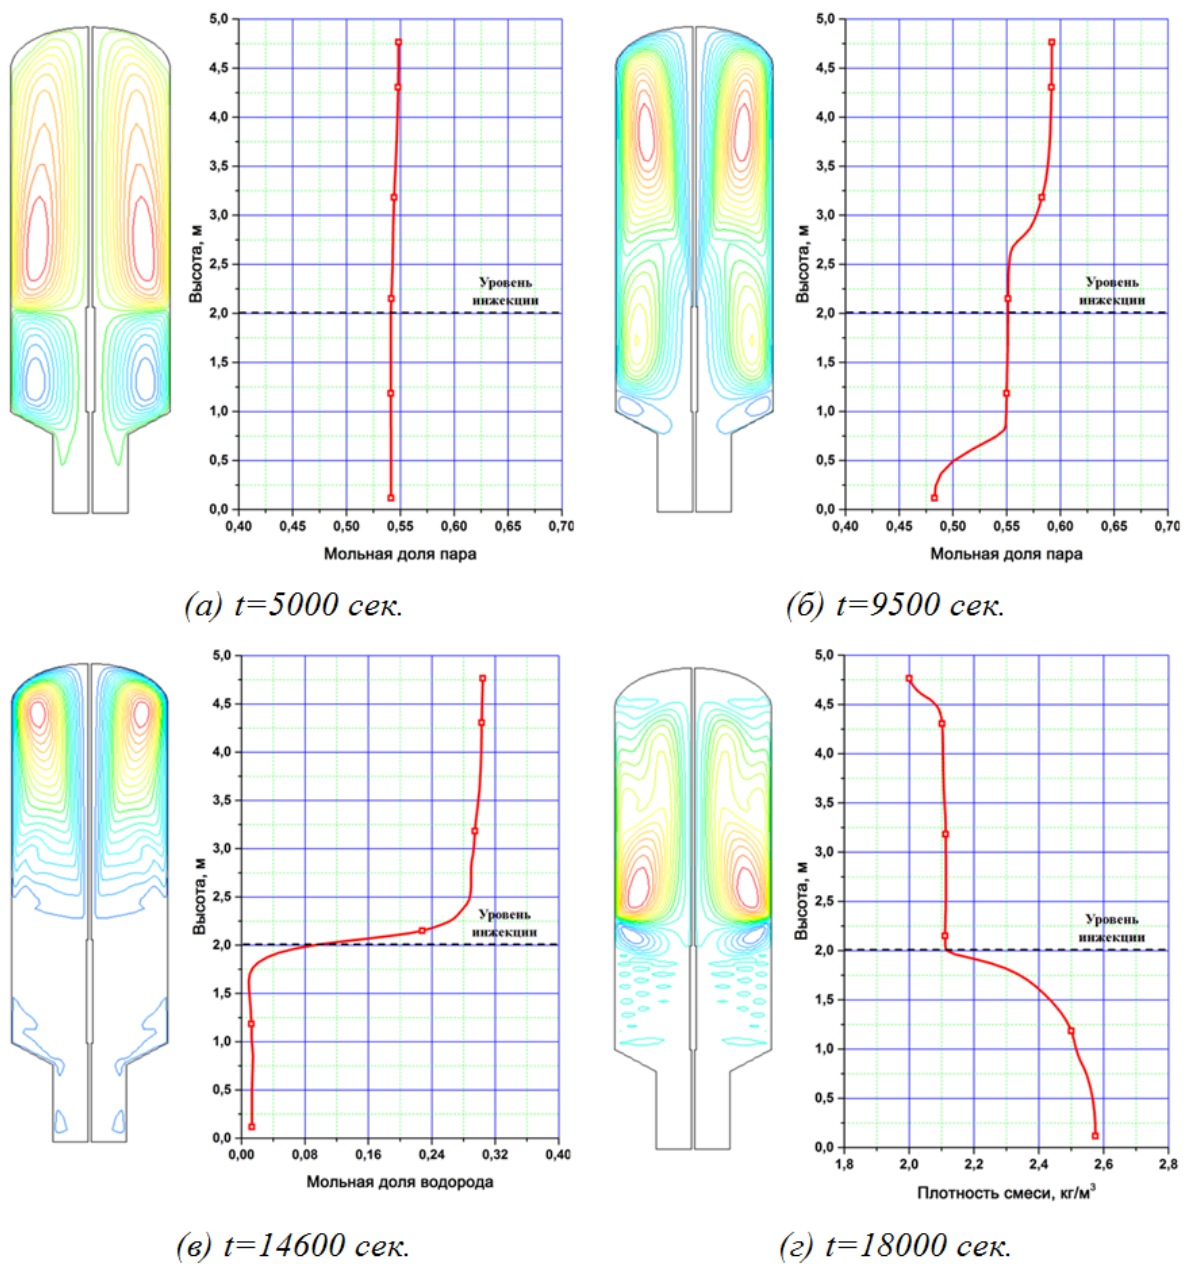 5,0
4,5
4,0
3,5
3,0
2,5
2,0
1,5
1,0
0,5
0,0
Высота, м
Уровень
инжекции
0,40 0,45 0,50 0,55 0,60 0,65 0,70
Мольная доля пара
(а) t=5000 сек.
5,0
4,5
4,0
3,5
3,0
2,5
2,0
1,5
1,0
0,5
0,0
Высота, м
Уровень
инжекции
0,40 0,45 0,50 0,55 0,60 0,65 0,70
Мольная доля пара
(б) t=9500 сек.
5,0
4,5
4,0
3,5
3,0
2,5
2,0
1,5
1,0
0,5
0,0
Высота, м
Уровень
инжекции
0,00 0,08 0,16 0,24 0,32 0,40
Мольная доля водорода
(в) t=14600 сек.
5,0
4,5
4,0
3,5
3,0
2,5
2,0
1,5
1,0
0,5
0,0
Высота, м
Уровень
инжекции
1,8 2,0 2,2 2,4 2,6 2,8
Плотность смеси, кг/м³
(г) t=18000 сек.